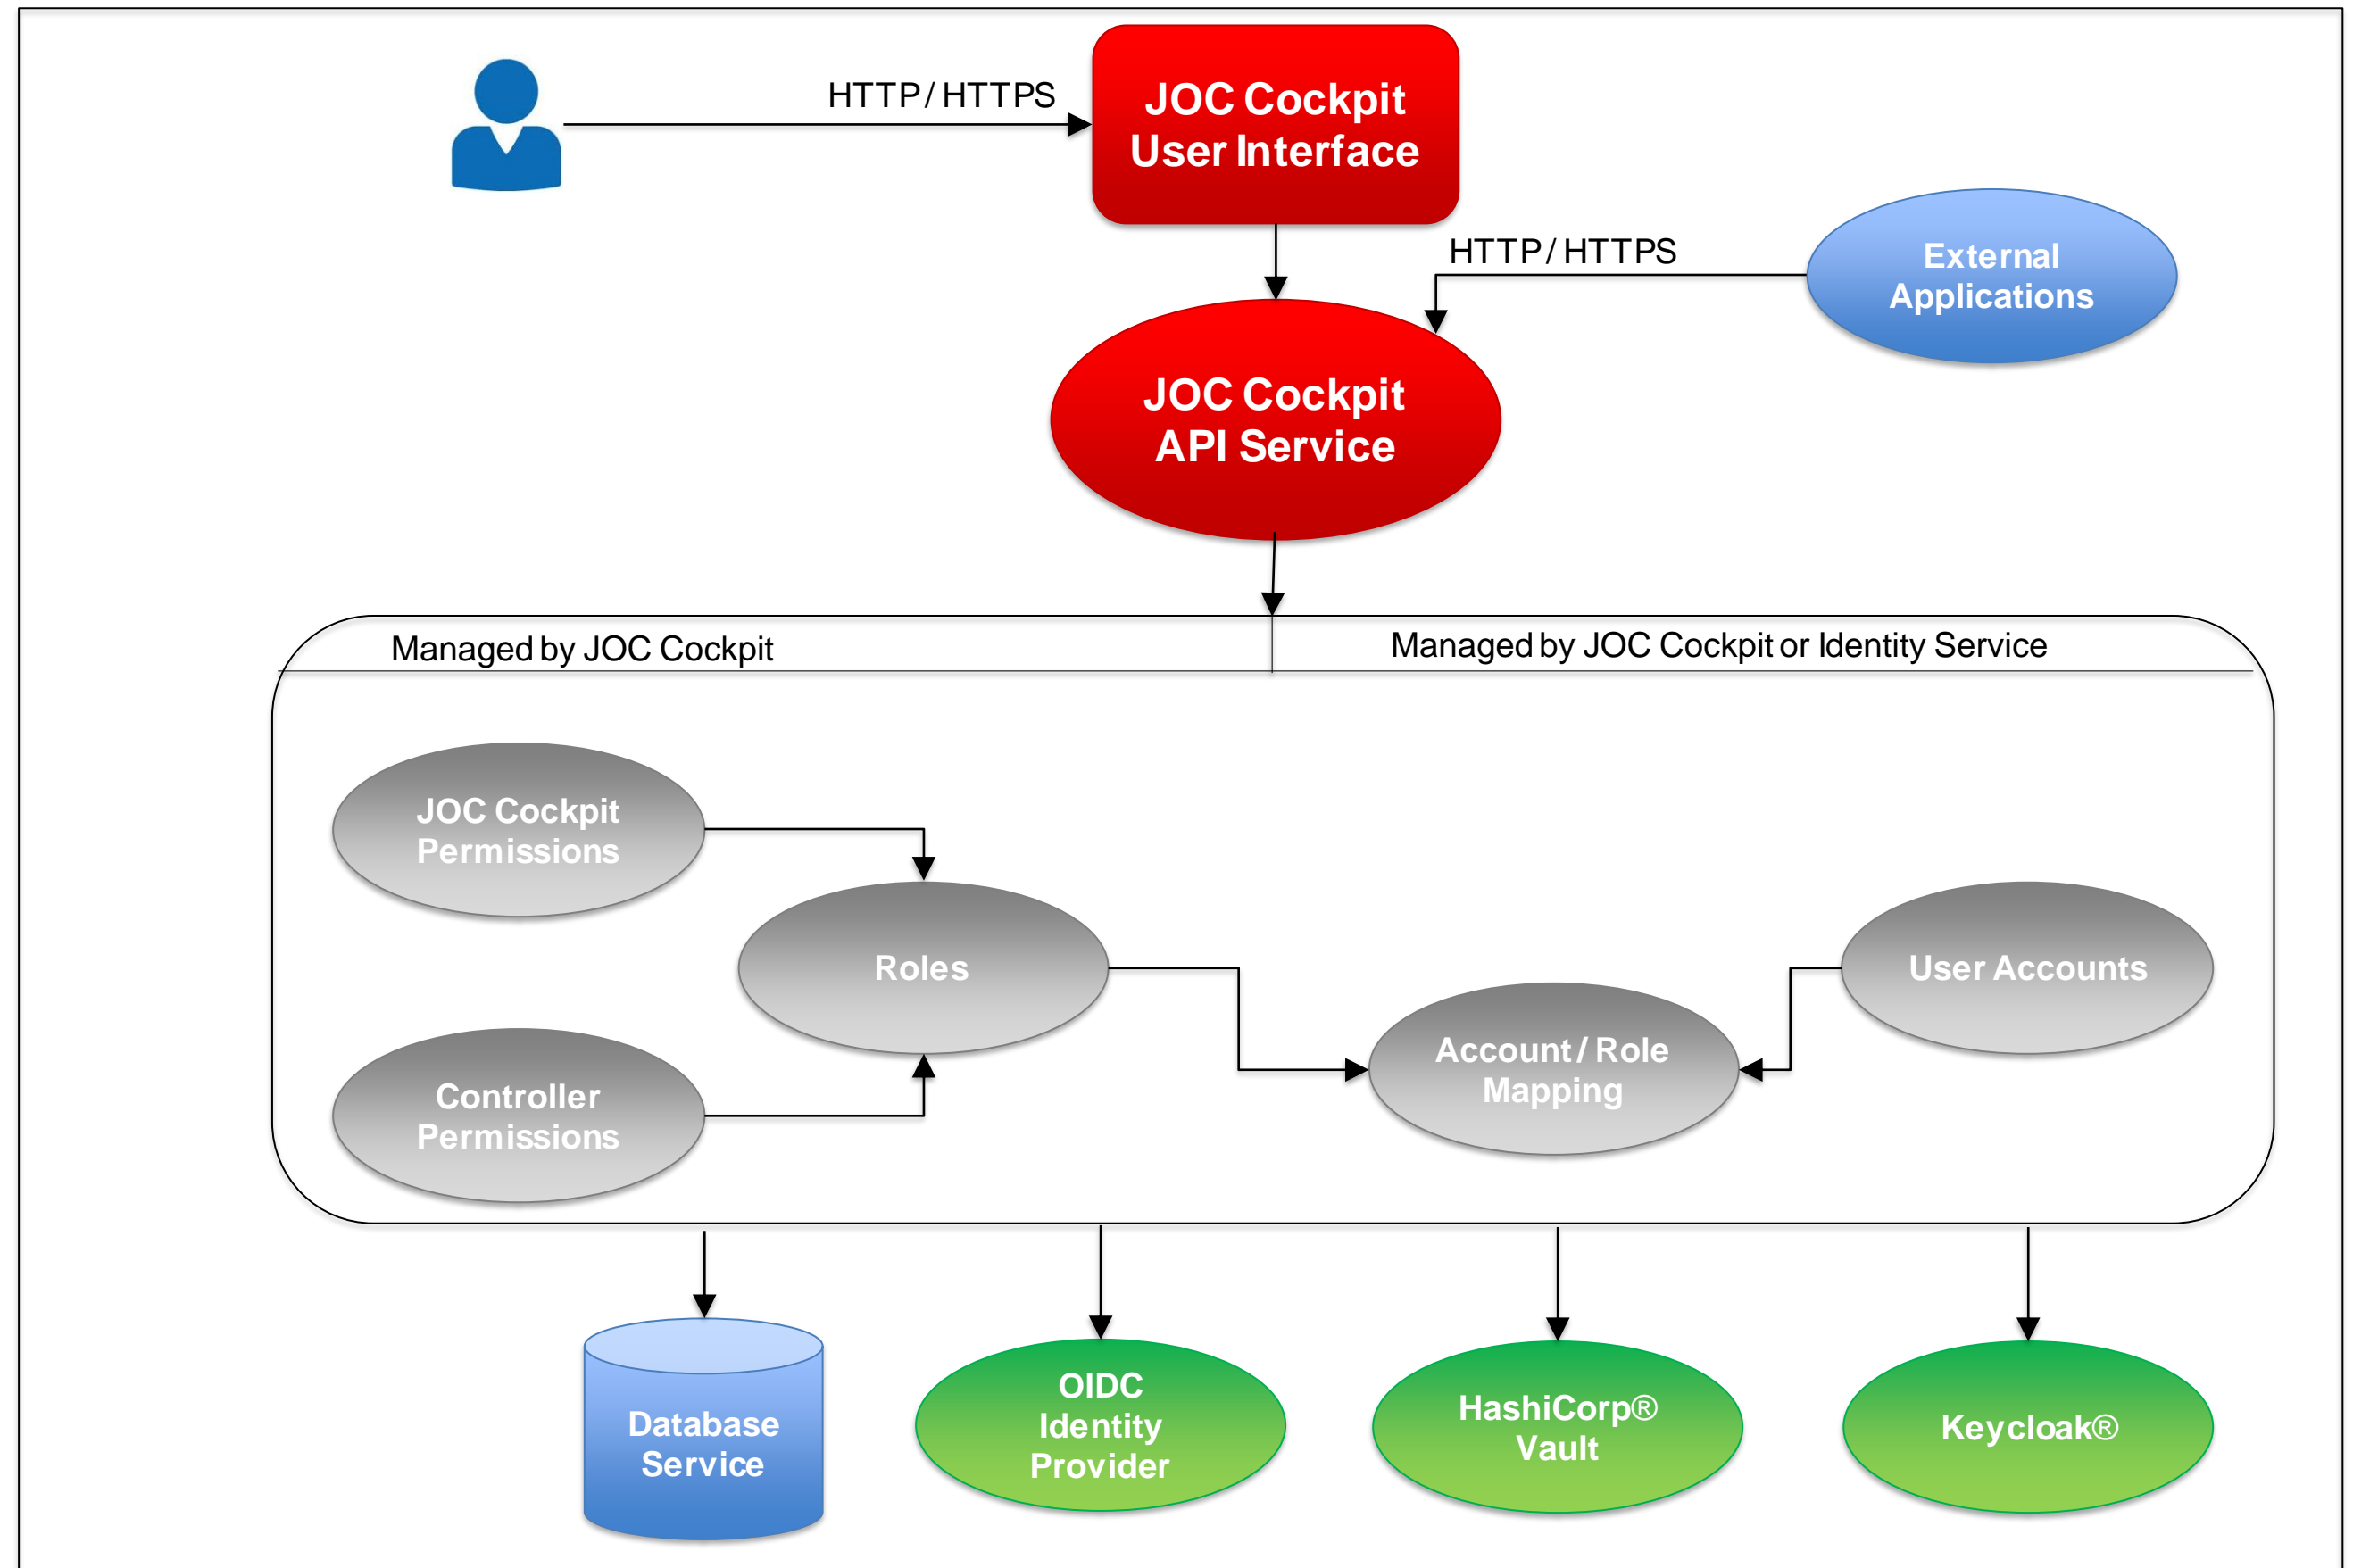 HTTP / HTTPS
JOC Cockpit
User Interface
HTTP / HTTPS
External
Applications
JOC Cockpit
API Service
Managed by JOC Cockpit
Managed by JOC Cockpit or Identity Service
JOC Cockpit
Permissions
Roles
User Accounts
Account / Role
Mapping
Controller
Permissions
Database
Service
OIDC
Identity
Provider
HashiCorp®
Vault
Keycloak®